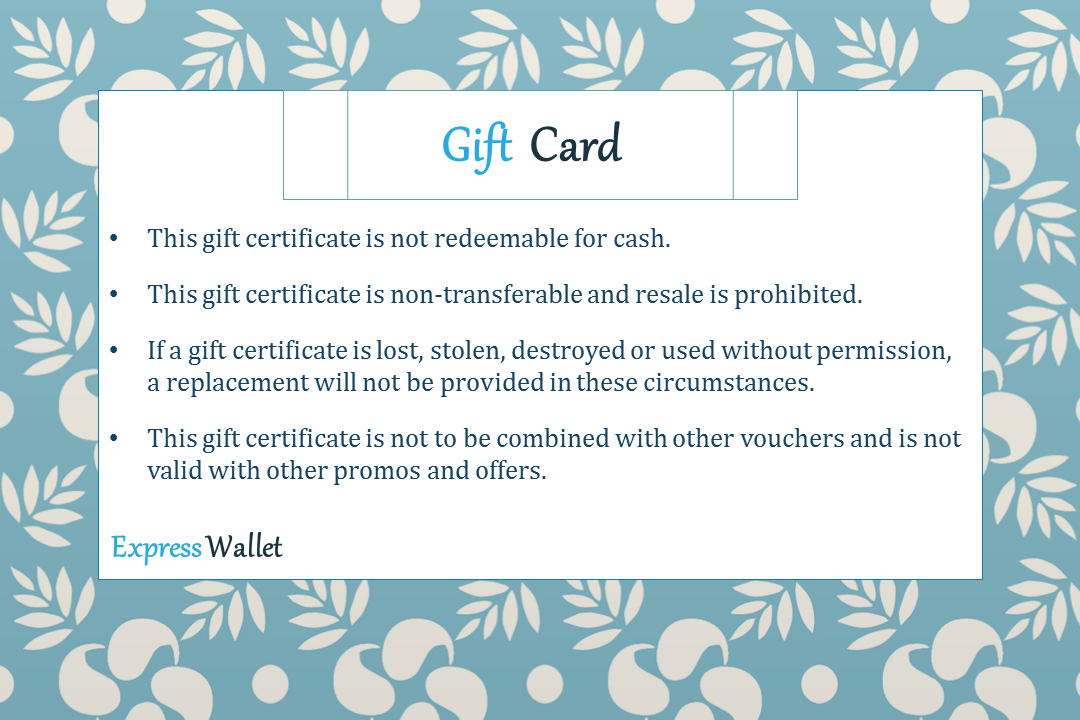 Gift Card
• This gift certificate is not redeemable for cash.
• This gift certificate is non-transferable and resale is prohibited.
• If a gift certificate is lost, stolen, destroyed or used without permission,
a replacement will not be provided in these circumstances.
• This gift certificate is not to be combined with other vouchers and is not
valid with other promos and offers.
Express Wallet